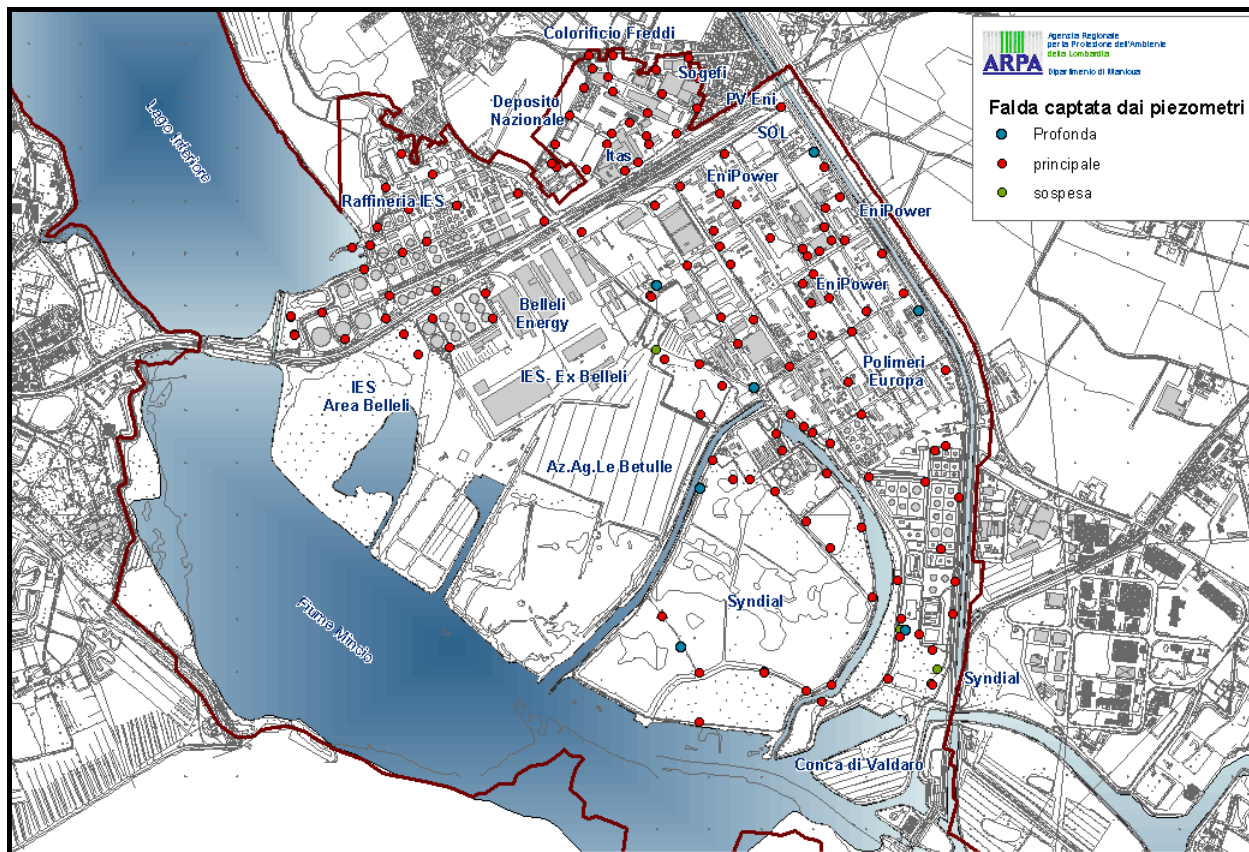 Agenzia Regionale
per la Protezione dell'Ambiente
della Lombardia
ARPA
Dipartimento di Mantova
Falda captata dai piezometri
Profonda
principale
sospesa
Colorificio Freddi
Sogefi
Deposito
Nazionale
PV Eni
SOL
Itas
EniPower
Lago Inferiore
Raffineria IES
EniPower
EniPower
Belleli
Energy
IES- Ex Belleli
Polimeri
Europa
IES
Area Belleli
Az.Ag.Le Betulle
Syndial
Fiume Mincio
Syndial
Conca di Valdaro